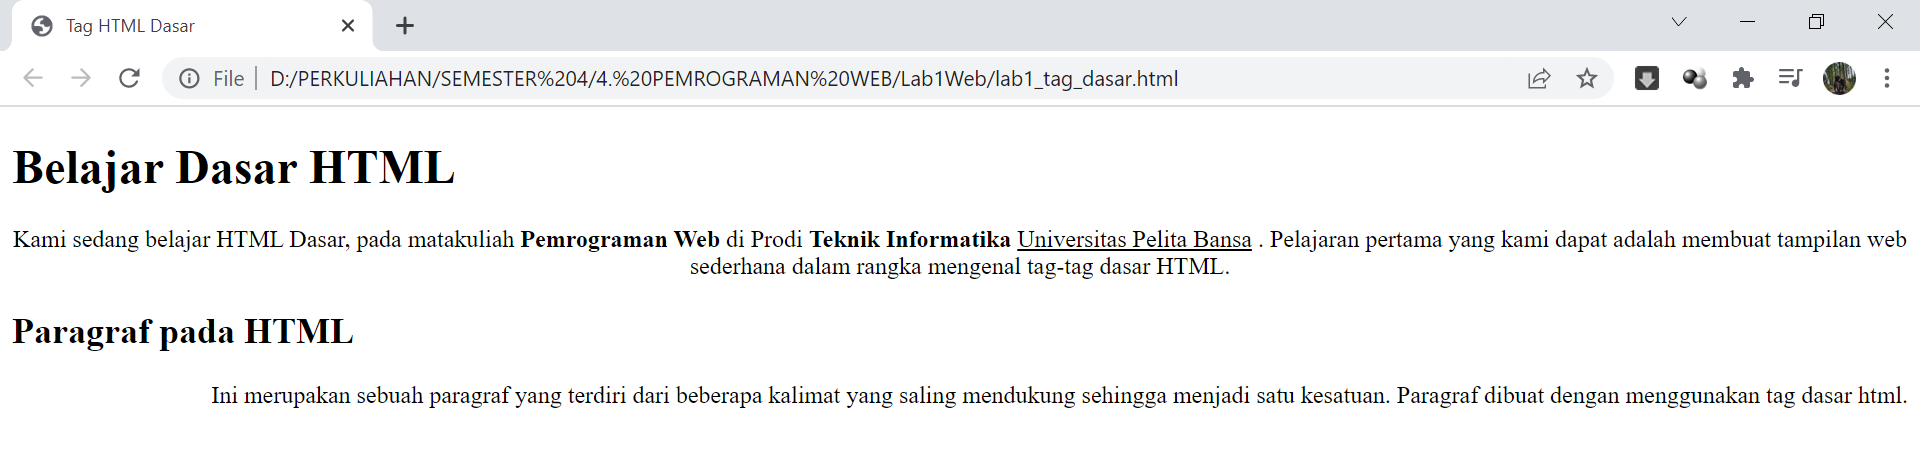 Tag HTML Dasar
File D:/PERKULIAHAN/SEMESTER%204/4.%20PEMROGRAMAN%20WEB/Lab1Web/lab1_tag_dasar.html
Belajar Dasar HTML
Kami sedang belajar HTML Dasar, pada matakuliah Pemrograman Web di Prodi Teknik Informatika Universitas Pelita Bansa . Pelajaran pertama yang kami dapat adalah membuat tampilan web
sederhana dalam rangka mengenal tag-tag dasar HTML.
Paragraf pada HTML
Ini merupakan sebuah paragraf yang terdiri dari beberapa kalimat yang saling mendukung sehingga menjadi satu kesatuan. Paragraf dibuat dengan menggunakan tag dasar html.